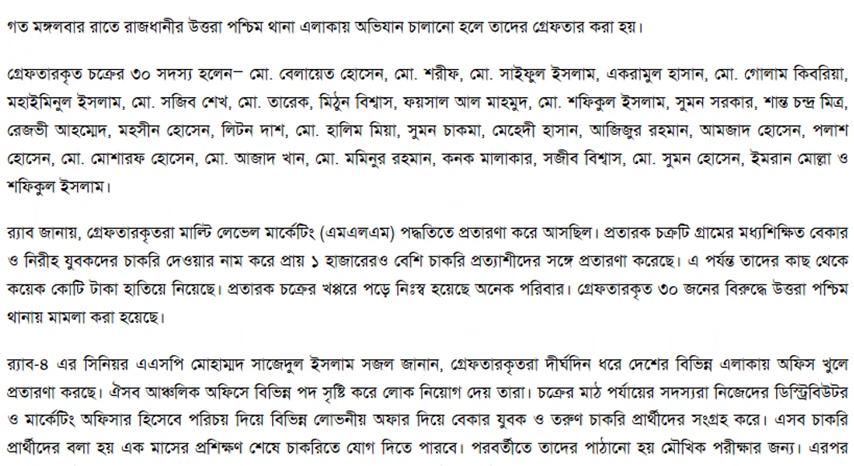 গত মঙ্গলবার রাতে রাজধানীর উত্তরা পশ্চিম থানা এলাকায় অভিযান চালানো হলে তাদের গ্রেফতার করা হয়।
গ্রেফতারকৃত চক্রের ৩০ সদস্য হলেন– মো. বেলায়েত হোসেন, মো. শরীফ, মো. সাইফুল ইসলাম, একরামুল হাসান, মো. গোলাম কিবরিয়া,
মহাইমিনুল ইসলাম, মো. সজিব শেখ, মো. তারেক, মিঠুন বিশ্বাস, ফয়সাল আল মাহমুদ, মো. শফিকুল ইসলাম, সুমন সরকার, শান্ত চন্দ্র মিত্র,
রেজভী আহম্মেদ, মহসীন হোসেন, লিটন দাশ, মো. হালিম মিয়া, সুমন চাকমা, মেহেদী হাসান, আজিজুর রহমান, আমজাদ হোসেন, পলাশ
হোসেন, মো. মোশারফ হোসেন, মো. আজাদ খান, মো. মমিনুর রহমান, কনক মালাকার, সজীব বিশ্বাস, মো. সুমন হোসেন, ইমরান মোল্লা ও
শফিকুল ইসলাম।
র‍্যাব জানায়, গ্রেফতারকৃতরা মাল্টি লেভেল মার্কেটিং (এমএলএম) পদ্ধতিতে প্রতারণা করে আসছিল। প্রতারক চক্রটি গ্রামের মধ্যশিক্ষিত বেকার
ও নিরীহ যুবকদের চাকরি দেওয়ার নাম করে প্রায় ১ হাজারেরও বেশি চাকরি প্রত্যাশীদের সঙ্গে প্রতারণা করেছে। এ পর্যন্ত তাদের কাছ থেকে
কয়েক কোটি টাকা হাতিয়ে নিয়েছে। প্রতারক চক্রের খপ্পরে পড়ে নিঃস্ব হয়েছে অনেক পরিবার। গ্রেফতারকৃত ৩০ জনের বিরুদ্ধে উত্তরা পশ্চিম
থানায় মামলা করা হয়েছে।
র‍্যাব-৪ এর সিনিয়র এএসপি মোহাম্মদ সাজেদুল ইসলাম সজল জানান, গ্রেফতারকৃতরা দীর্ঘদিন ধরে দেশের বিভিন্ন এলাকায় অফিস খুলে
প্রতারণা করছে। ঐসব আঞ্চলিক অফিসে বিভিন্ন পদ সৃষ্টি করে লোক নিয়োগ দেয় তারা। চক্রের মাঠ পর্যায়ের সদস্যরা নিজেদের ডিস্ট্রিবিউটর
ও মার্কেটিং অফিসার হিসেবে পরিচয় দিয়ে বিভিন্ন লোভনীয় অফার দিয়ে বেকার যুবক ও তরুণ চাকরি প্রার্থীদের সংগ্রহ করে। এসব চাকরি
প্রার্থীদের বলা হয় এক মাসের প্রশিক্ষণ শেষে চাকরিতে যোগ দিতে পারবে। পরবর্তীতে তাদের পাঠানো হয় মৌখিক পরীক্ষার জন্য। এরপর